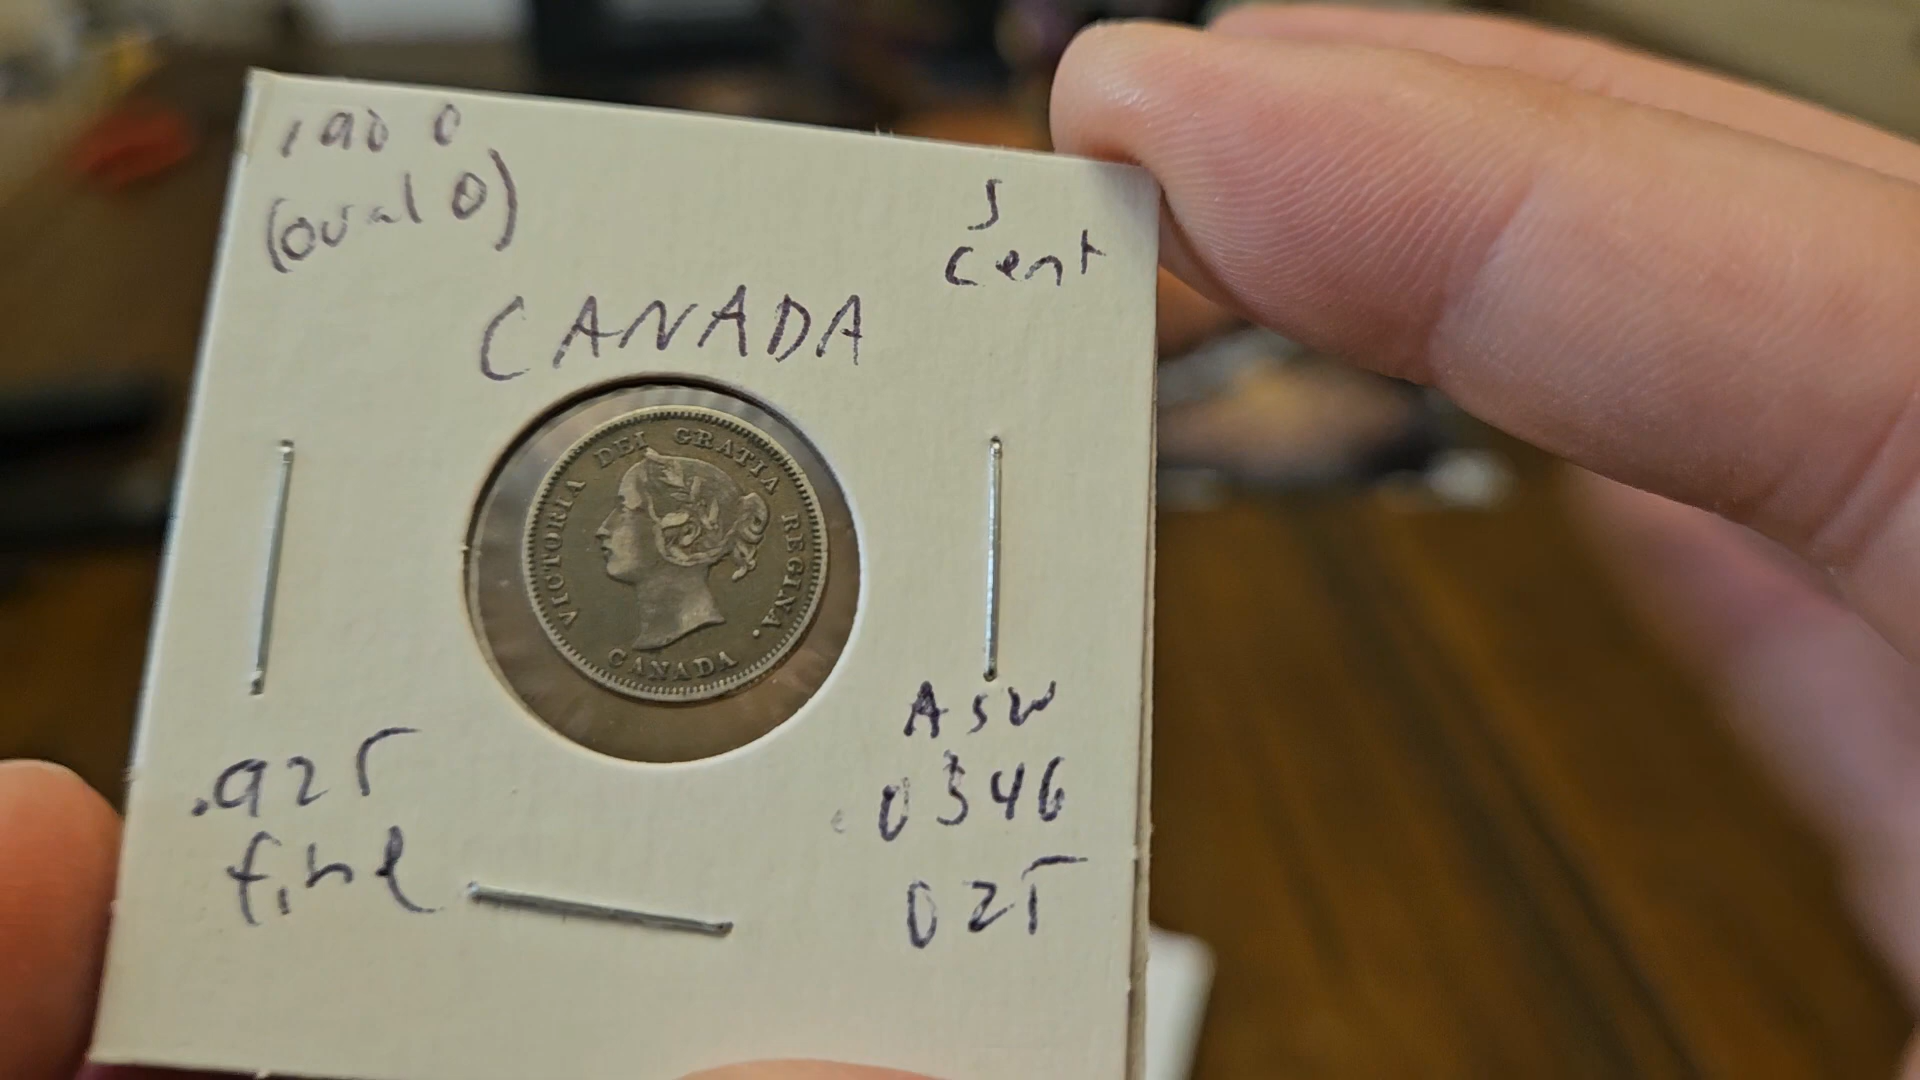 1900
(oval 0)
5
cent
CANADA
VICTORIA DEI GRATIA REGINA.
CANADA
.925
fine
ASW
.0346
OZT